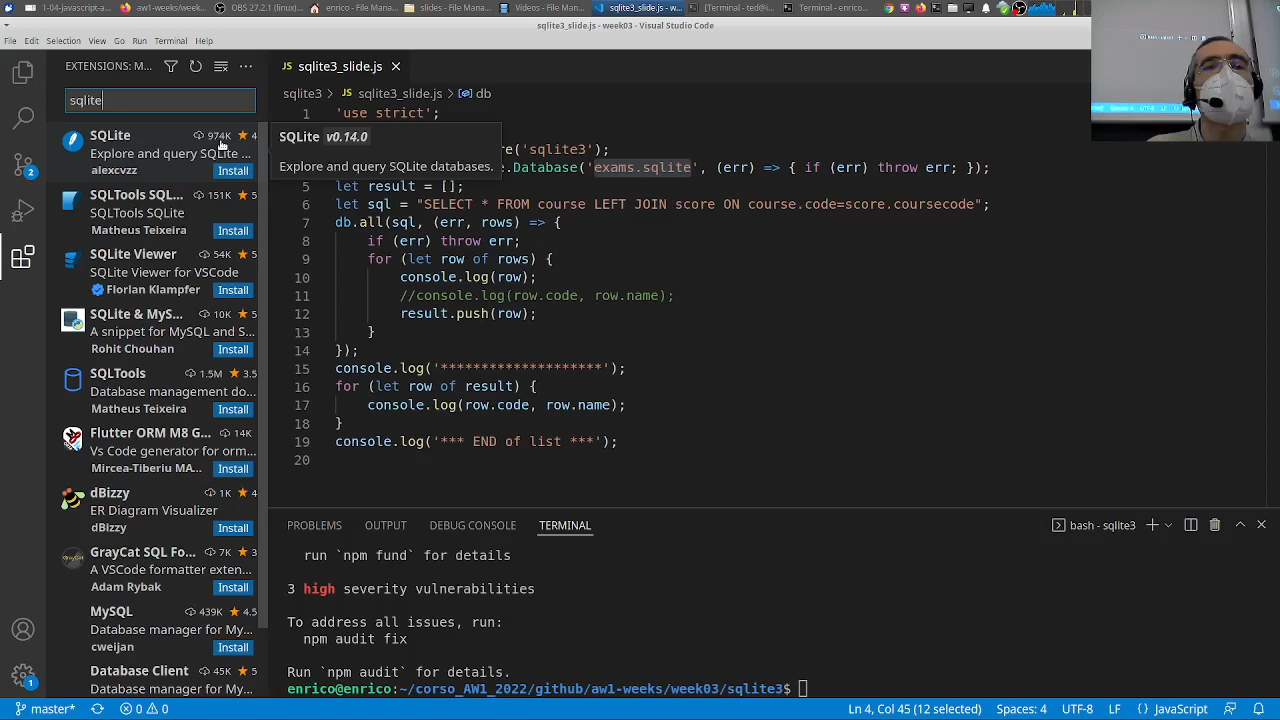 aw1-weeks/week03...
OBS 27.2.1 (linux)...
enrico - File Mana...
slides - File Mana...
Videos - File Mana...
sqlite3_slide.js - w...
[Terminal - ted@el...
Terminal - enrico...
14:00
enrico
sqlite3_slide.js - week03 - Visual Studio Code
File Edit Selection View Go Run Terminal Help
EXTENSIONS: M...
sqlite
SQLite 974K 4
Explore and query SQLite ...
alexcvzz Install
SQLTools SQL... 151K 5
SQLTools SQLite
Matheus Teixeira Install
SQLite Viewer 54K 5
SQLite Viewer for VSCode
Florian Klampfer Install
SQLite & MyS... 10K 5
A snippet for MySQL and S...
Rohit Chouhan Install
SQLTools 1.5M 3.5
Database management do...
Matheus Teixeira Install
Flutter ORM M8 G... 14K
Vs Code generator for orm...
Mircea-Tiberiu MA... Install
dBizzy 1K 4
ER Diagram Visualizer
dBizzy Install
GrayCat SQL Fo... 7K 3
A VSCode formatter exten...
Adam Rybak Install
MySQL 439K 4.5
Database manager for My...
cweijan Install
Database Client 45K 5
Database manager for My...
2
1
SQLite v0.14.0
Explore and query SQLite databases.
sqlite3_slide.js
sqlite3 > sqlite3_slide.js > db
1 'use strict';
re('sqlite3');
e.Database('exams.sqlite', (err) => { if (err) throw err; });
5 let result = [];
6 let sql = "SELECT * FROM course LEFT JOIN score ON course.code=score.coursecode";
7 db.all(sql, (err, rows) => {
8 if (err) throw err;
9 for (let row of rows) {
10 console.log(row);
11 //console.log(row.code, row.name);
12 result.push(row);
13 }
14 });
15 console.log('*******************');
16 for (let row of result) {
17 console.log(row.code, row.name);
18 }
19 console.log('*** END of list ***');
20
PROBLEMS OUTPUT DEBUG CONSOLE TERMINAL
bash - sqlite3
run `npm fund` for details
3 high severity vulnerabilities
To address all issues, run:
npm audit fix
Run `npm audit` for details.
enrico@enrico:~/corso_AW1_2022/github/aw1-weeks/week03/sqlite3$
master* 0 0
Ln 4, Col 45 (12 selected) Spaces: 4 UTF-8 LF {} JavaScript